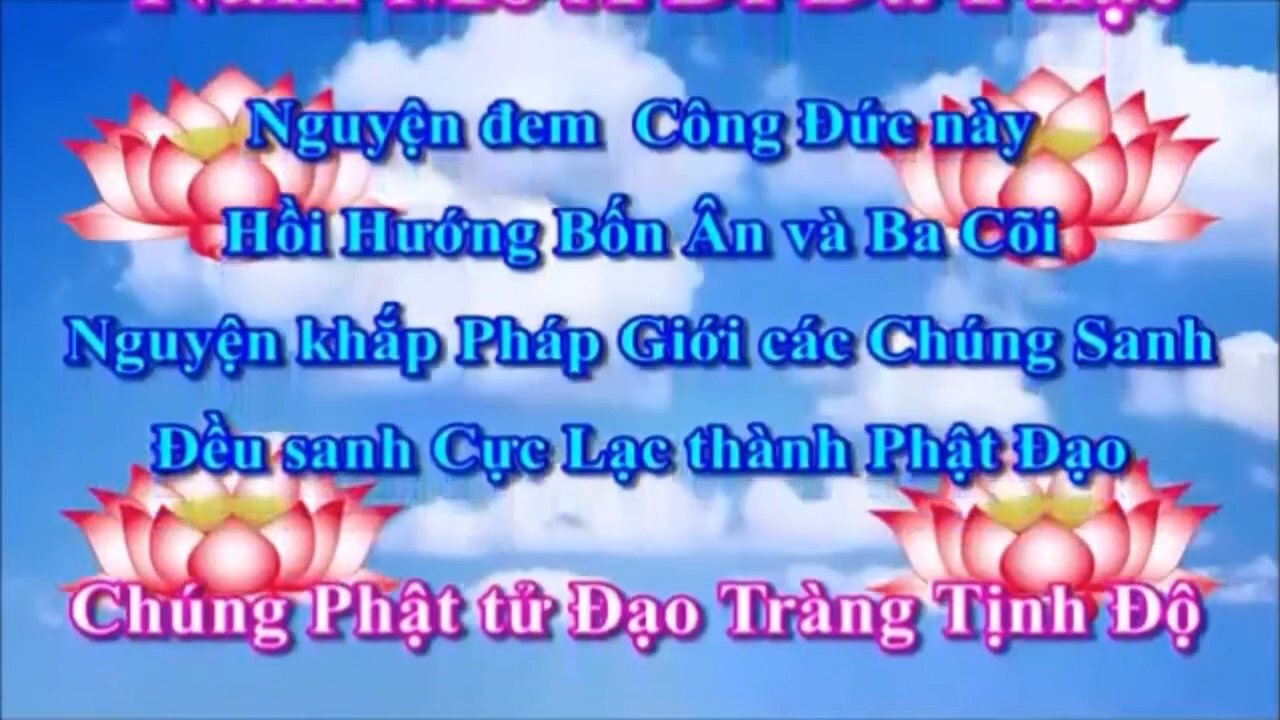 Nguyện đem Công Đức này
Hồi Hướng Bốn Ân và Ba Cõi
Nguyện khắp Pháp Giới các Chúng Sanh
Đều sanh Cực Lạc thành Phật Đạo
Chúng Phật tử Đạo Tràng Tịnh Độ